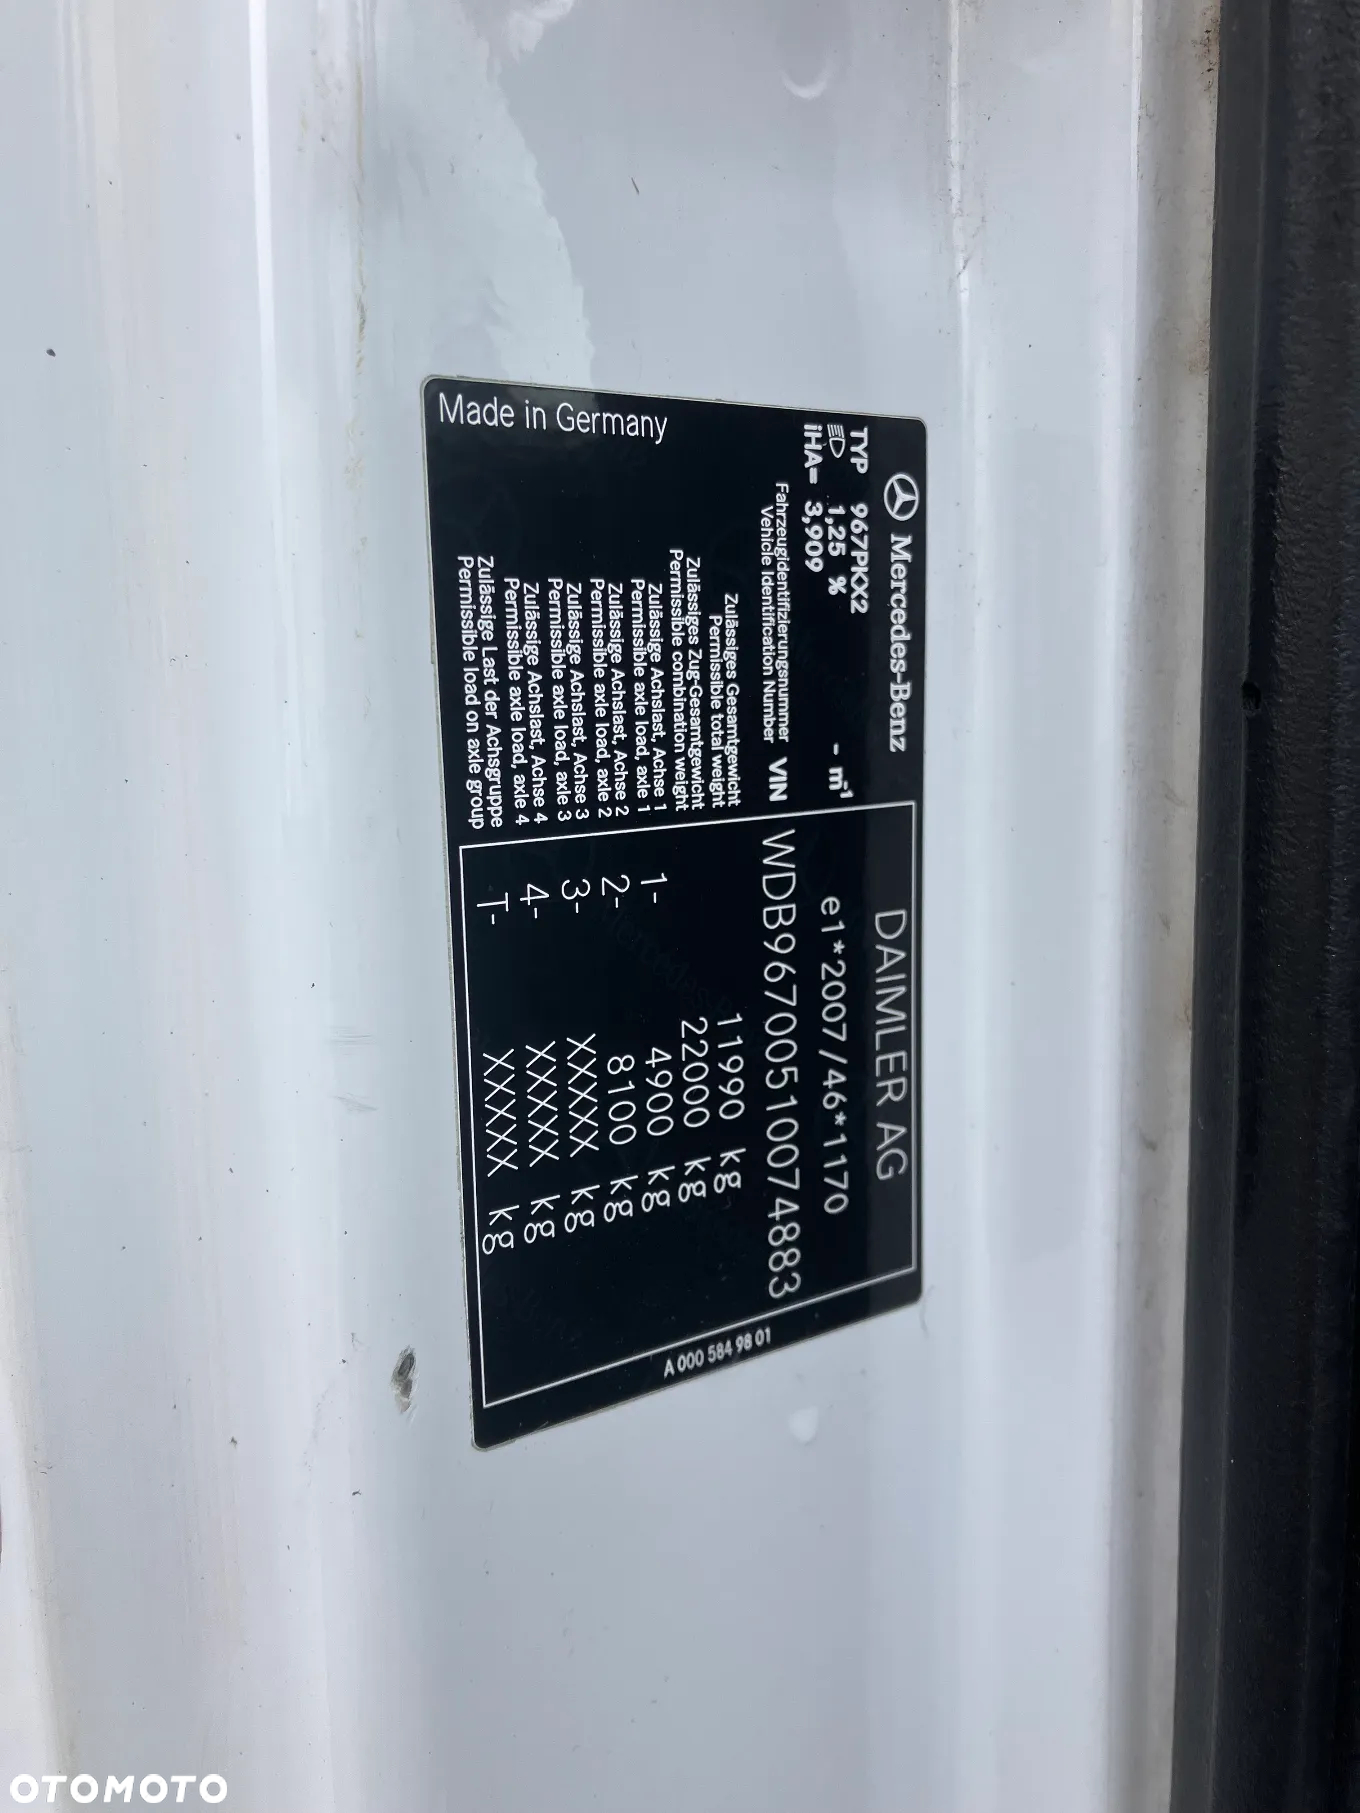 Mercedes-Benz
DAIMLER AG
TYP 967PKX2
1,25 % - m-1
e1*2007/46*1170
iHA= 3,909
Fahrzeugidentifizierungsnummer
Vehicle Identification Number
VIN WDB96700510074883
Zulässiges Gesamtgewicht
Permissible total weight
11990 kg
Zulässiges Zug-Gesamtgewicht
Permissible combination weight
22000 kg
Zulässige Achslast, Achse 1
Permissible axle load, axle 1
1- 4900 kg
Zulässige Achslast, Achse 2
Permissible axle load, axle 2
2- 8100 kg
Zulässige Achslast, Achse 3
Permissible axle load, axle 3
3- XXXXX kg
Zulässige Achslast, Achse 4
Permissible axle load, axle 4
4- XXXXX kg
Zulässige Last der Achsgruppe
Permissible load on axle group
T- XXXXX kg
Made in Germany
A 000 584 98 01
OTOMOTO